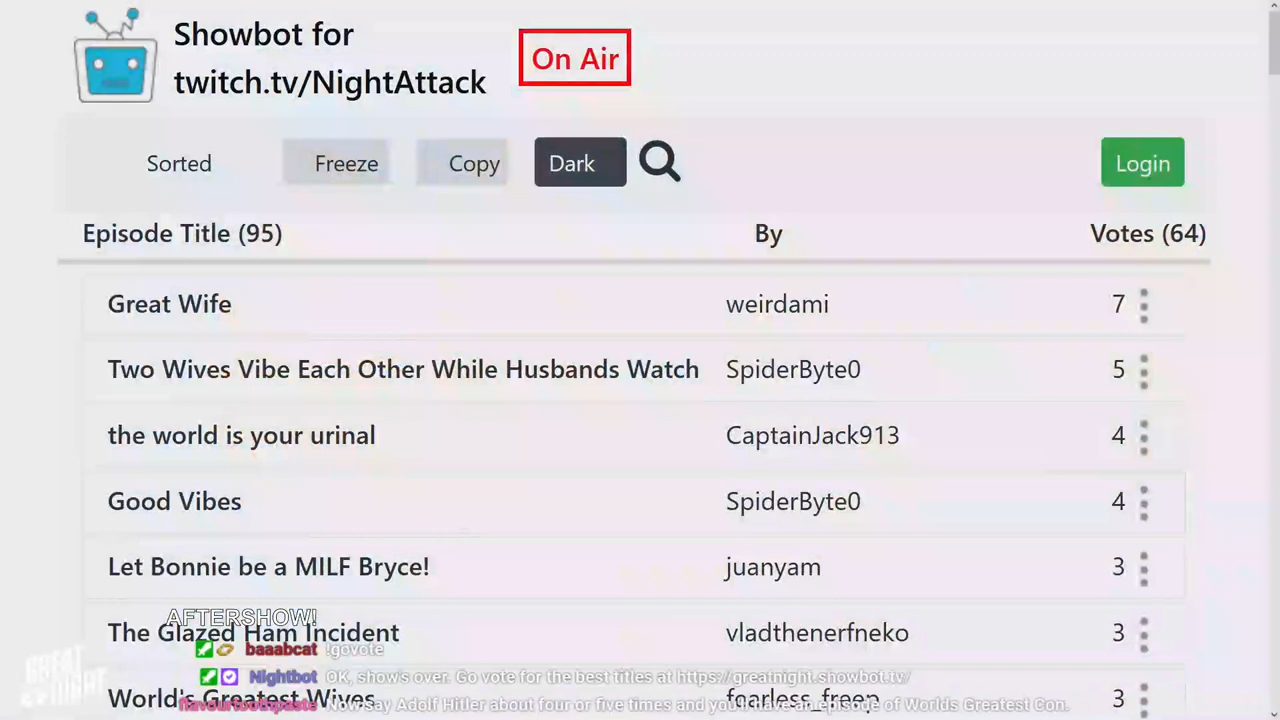 Showbot for
twitch.tv/NightAttack
On Air
Sorted Freeze Copy Dark Login
Episode Title (95) By Votes (64)
Great Wife weirdami 7
Two Wives Vibe Each Other While Husbands Watch SpiderByte0 5
the world is your urinal CaptainJack913 4
Good Vibes SpiderByte0 4
Let Bonnie be a MILF Bryce! juanyam 3
AFTERSHOW!
The Glazed Ham Incident vladthenerfneko 3
baaabcat !govote
Nightbot OK, show's over. Go vote for the best titles at https://greatnight.showbot.tv/
World's Greatest Wives fearless_freep 3
flavourtoothpaste Now say Adolf Hitler about four or five times and you'll have an episode of Worlds Greatest Con.
GREAT
NIGHT